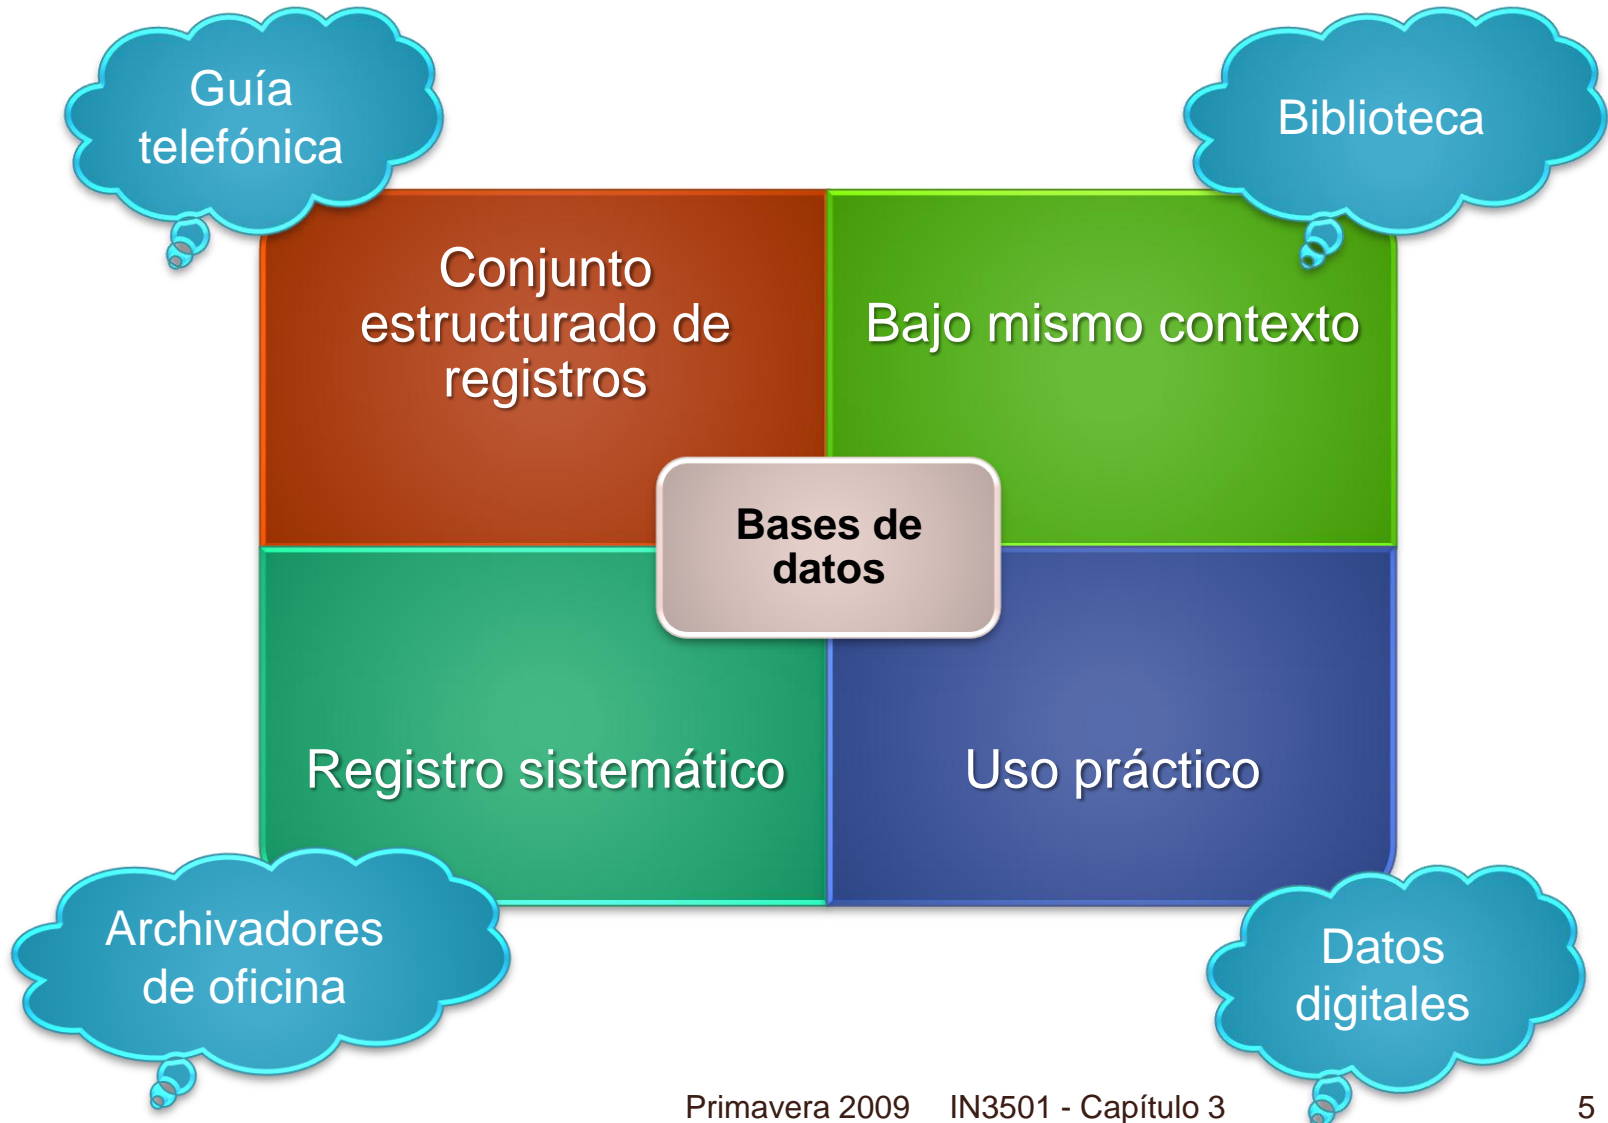 Guía
telefónica
Biblioteca
Conjunto
estructurado de
registros
Bajo mismo contexto
Bases de
datos
Registro sistemático
Uso práctico
Archivadores
de oficina
Datos
digitales
Primavera 2009 IN3501 - Capítulo 3 5